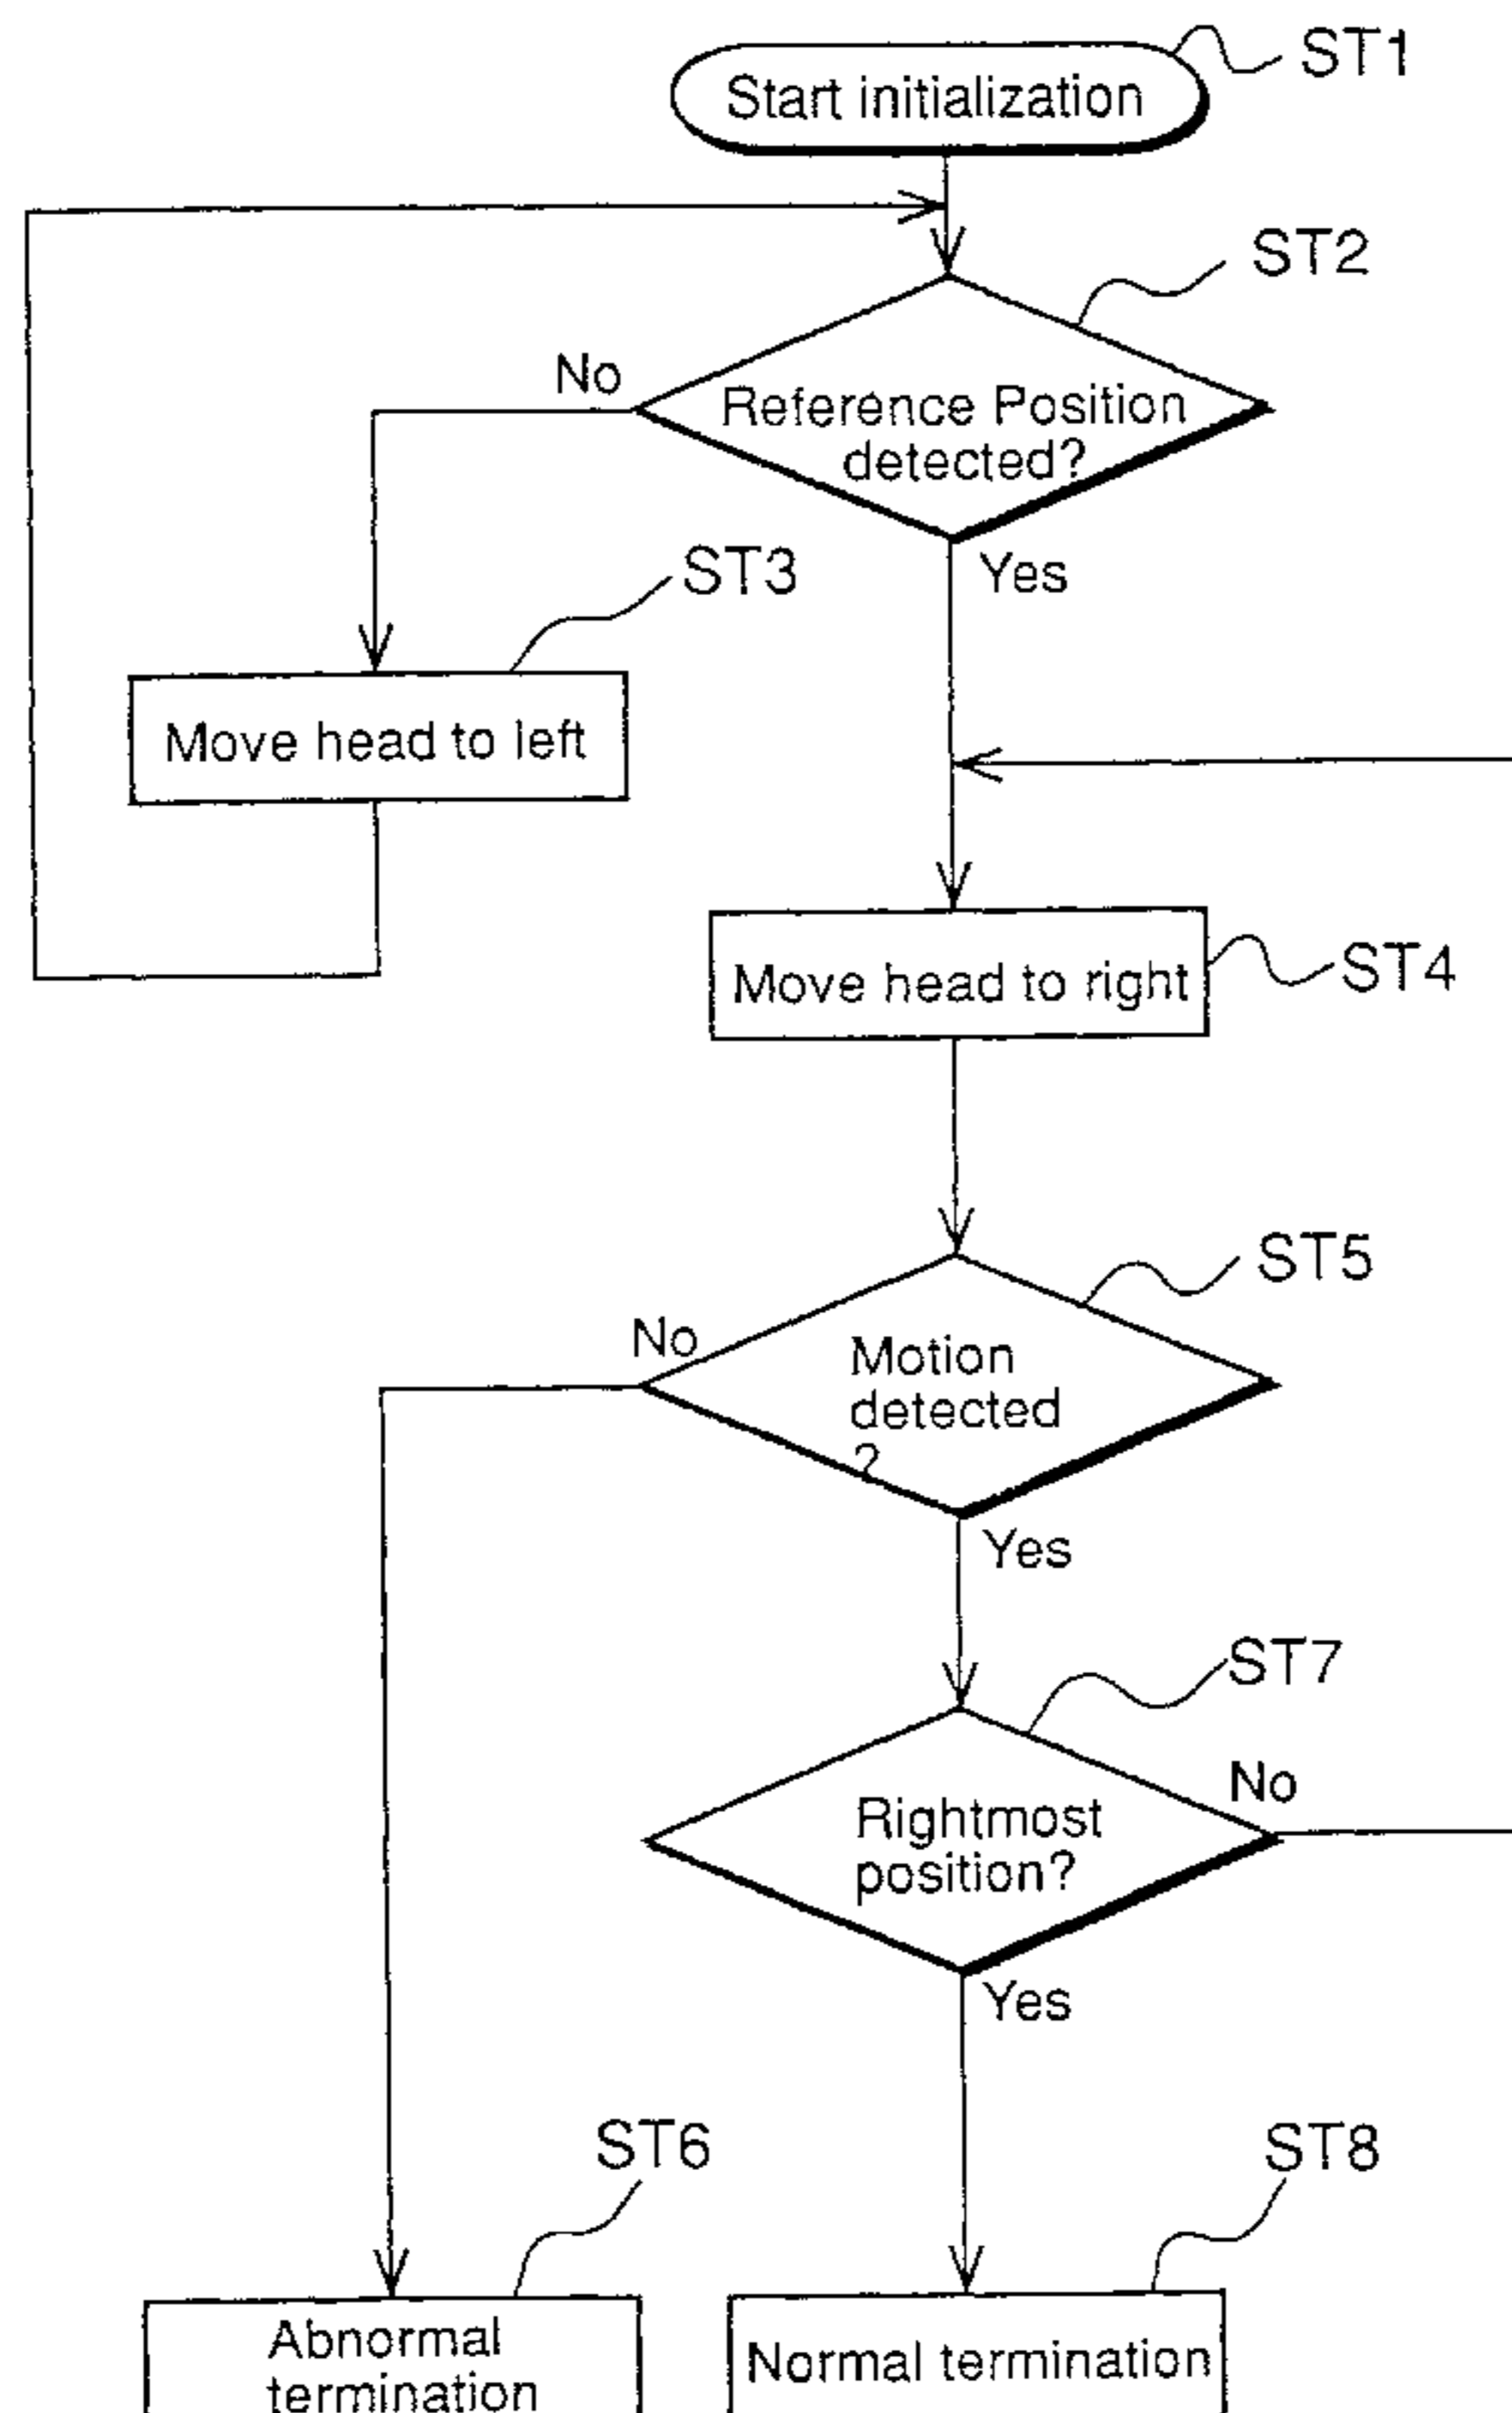 ST1
Start initialization
ST2
No
Reference Position
detected?
Yes
ST3
Move head to left
Move head to right
ST4
ST5
No
Motion
detected
?
Yes
ST7
No
Rightmost
position?
Yes
ST6
ST8
Abnormal
termination
Normal termination